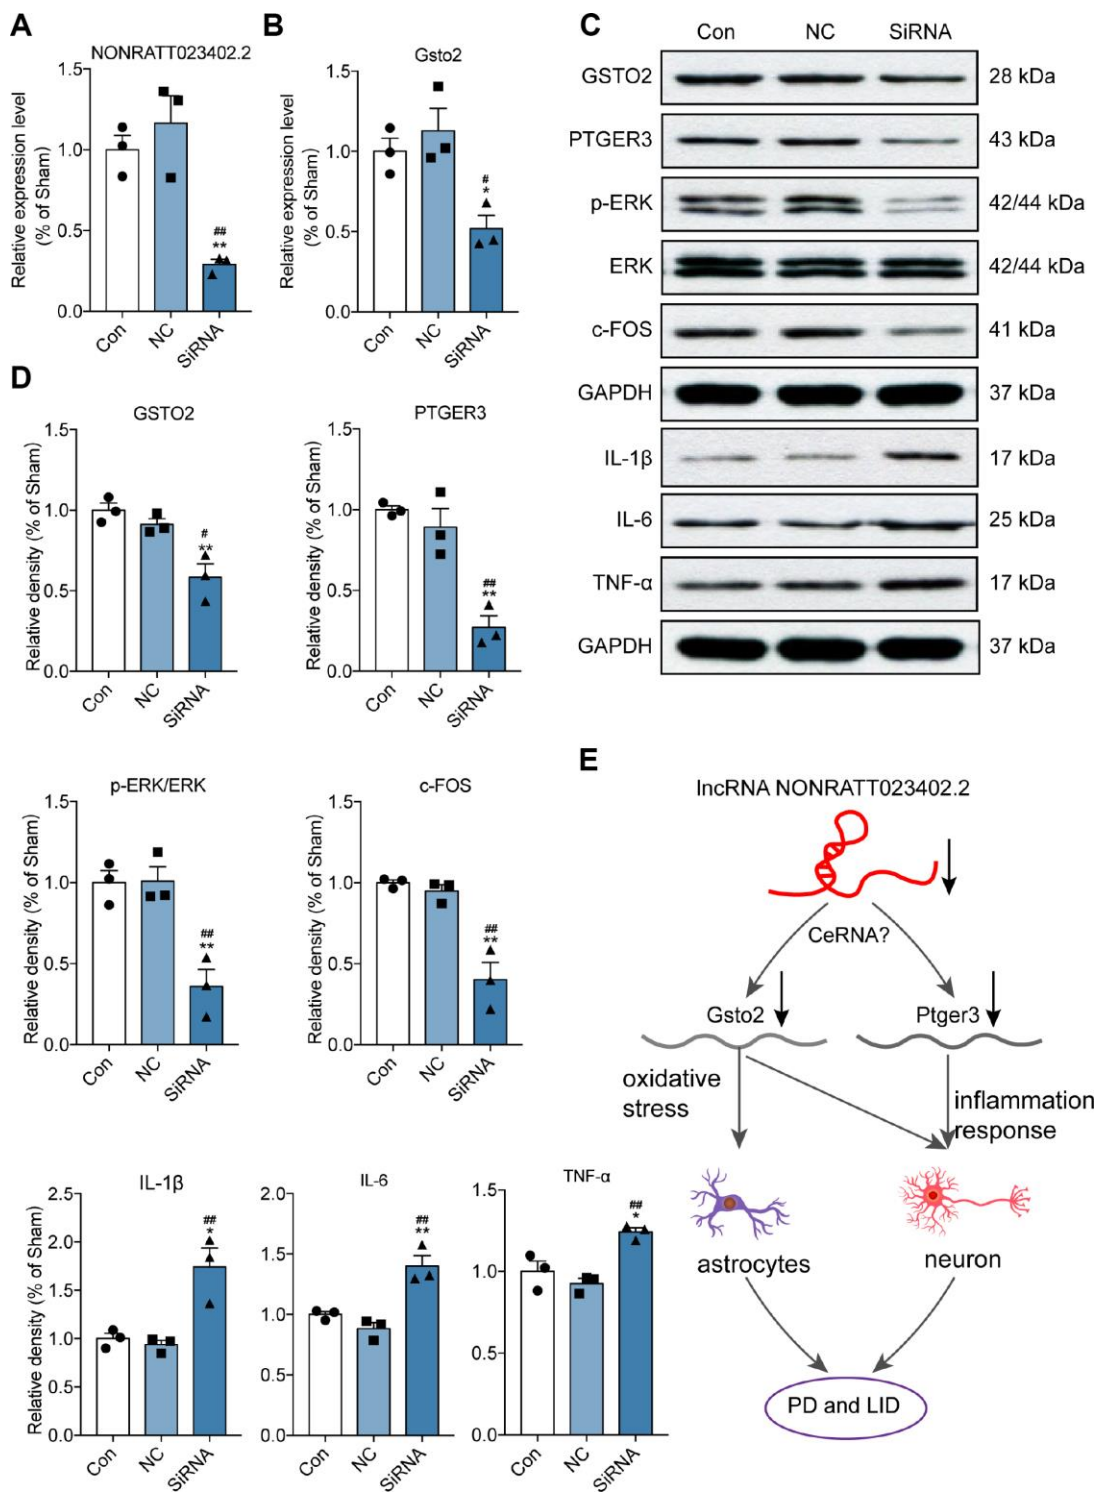 A
NONRATT023402.2
Relative expression level
(% of Sham)
1.5
1.0
0.5
0.0
##
**
Con
NC
SiRNA
B
Gsto2
Relative expression level
(% of Sham)
1.5
1.0
0.5
0.0
#
*
Con
NC
SiRNA
C
Con NC SiRNA
GSTO2 28 kDa
PTGER3 43 kDa
p-ERK 42/44 kDa
ERK 42/44 kDa
c-FOS 41 kDa
GAPDH 37 kDa
IL-1β 17 kDa
IL-6 25 kDa
TNF-α 17 kDa
GAPDH 37 kDa
D
GSTO2
Relative density (% of Sham)
1.5
1.0
0.5
0.0
#
**
Con
NC
SiRNA
PTGER3
Relative density (% of Sham)
1.5
1.0
0.5
0.0
##
**
Con
NC
SiRNA
p-ERK/ERK
Relative density (% of Sham)
1.5
1.0
0.5
0.0
##
**
Con
NC
SiRNA
c-FOS
Relative density (% of Sham)
1.5
1.0
0.5
0.0
##
**
Con
NC
SiRNA
IL-1β
Relative density (% of Sham)
2.5
2.0
1.5
1.0
0.5
0.0
##
*
Con
NC
SiRNA
IL-6
2.0
1.5
1.0
0.5
0.0
##
**
Con
NC
SiRNA
TNF-α
1.5
1.0
0.5
0.0
##
*
Con
NC
SiRNA
E
lncRNA NONRATT023402.2
CeRNA?
Gsto2
Ptger3
oxidative
stress
inflammation
response
astrocytes
neuron
PD and LID